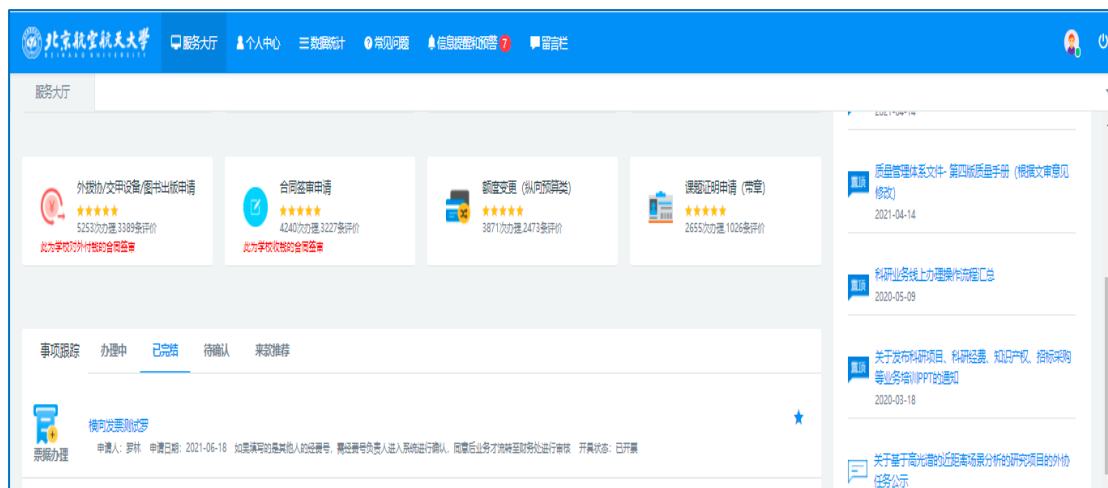 北京航空航天大学
BEIHANG UNIVERSITY
服务大厅
个人中心
数据统计
常见问题
信息提醒和预警 7
留言栏
服务大厅
外拨协/交甲设备/图书出版申请
5253次办理,3389条评价
此为学校对外付款的合同签审
合同签审申请
4240次办理,3227条评价
此为学校收款的合同签审
额度变更（纵向预算类）
3871次办理,2473条评价
课题证明申请（带章）
2655次办理,1026条评价
2021-04-14
置顶
质量管理体系文件- 第四版质量手册（根据文审意见
修改）
2021-04-14
置顶
科研业务线上办理操作流程汇总
2020-05-09
置顶
关于发布科研项目、科研经费、知识产权、招标采购
等业务培训PPT的通知
2020-03-18
关于基于高光谱的近距离场景分析的研究项目的外协
任务公示
事项跟踪
办理中
已完结
待确认
来款推荐
票据办理
横向发票测试罗
申请人：罗林 申请日期：2021-06-18 如果填写的是其他人的经费号，需经费号负责人进入系统进行确认，同意后业务才流转至财务处进行审核 开具状态：已开票